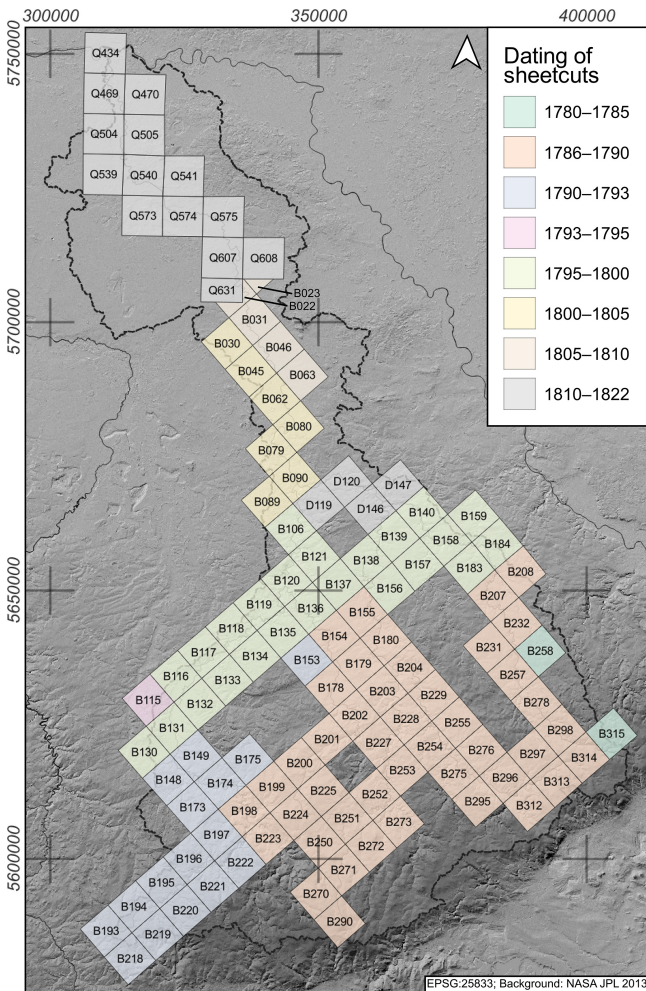 300000 350000 400000
5750000
5700000
5650000
5600000
Dating of
sheetcuts
1780–1785
1786–1790
1790–1793
1793–1795
1795–1800
1800–1805
1805–1810
1810–1822
Q434
Q469 Q470
Q504 Q505
Q539 Q540 Q541
Q573 Q574 Q575
Q607 Q608
Q631
B023
B022
B031
B030
B046
B045
B063
B062
B080
B079
B090
B089
D120
D147
D119
D146
B140
B159
B106
B139
B158
B184
B121
B138
B157
B183
B208
B120
B137
B156
B207
B119
B136
B155
B232
B118
B135
B154
B180
B231
B258
B117
B134
B153
B179
B204
B257
B116
B133
B178
B203
B229
B278
B115
B132
B202
B228
B255
B298
B315
B131
B201
B227
B254
B276
B297
B314
B130
B149
B175
B200
B253
B275
B296
B313
B148
B174
B199
B225
B252
B295
B312
B173
B198
B224
B251
B273
B197
B223
B250
B272
B196
B222
B271
B195
B221
B270
B194
B220
B290
B193
B219
B218
EPSG:25833; Background: NASA JPL 2013